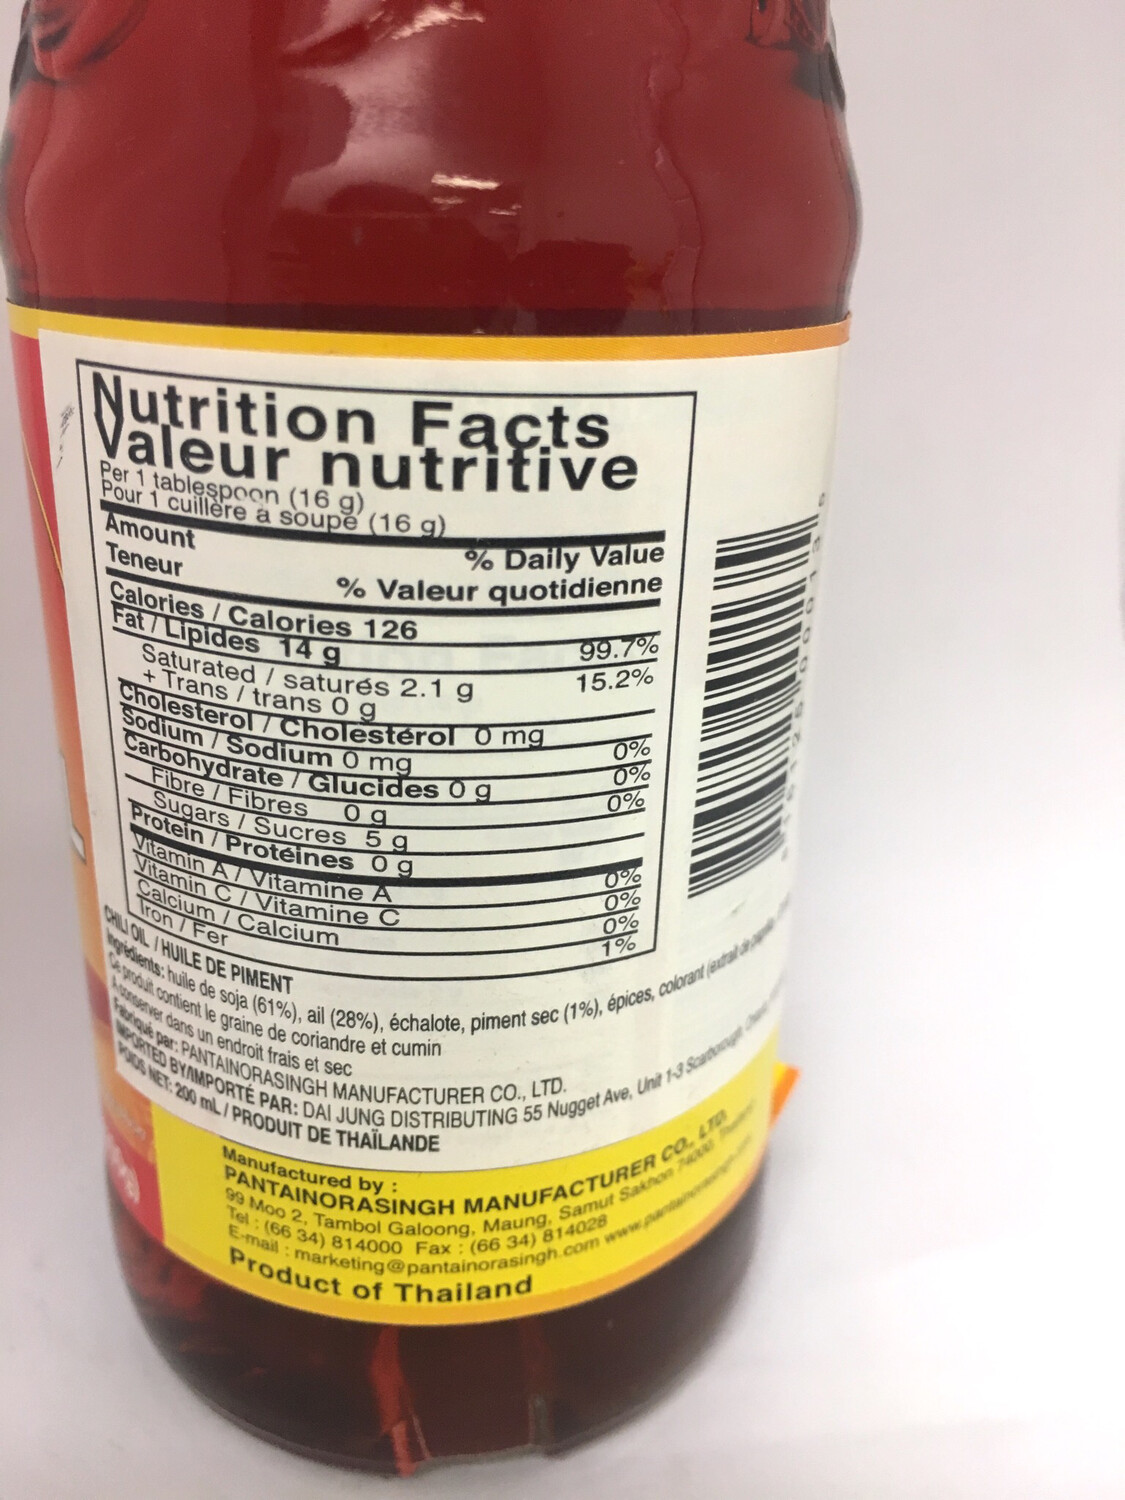 Nutrition Facts
Valeur nutritive
Per 1 tablespoon (16 g)
Pour 1 cuillère à soupe (16 g)
Amount
% Daily Value
Teneur
% Valeur quotidienne
Calories / Calories 126
Fat / Lipides 14 g 99.7%
Saturated / saturés 2.1 g 15.2%
+ Trans / trans 0 g
Cholesterol / Cholestérol 0 mg 0%
Sodium / Sodium 0 mg 0%
Carbohydrate / Glucides 0 g 0%
Fibre / Fibres 0 g
Sugars / Sucres 5 g
Protein / Protéines 0 g
Vitamin A / Vitamine A 0%
Vitamin C / Vitamine C 0%
Calcium / Calcium 0%
Iron / Fer 1%
CHILI OIL / HUILE DE PIMENT
Ingrédients: huile de soja (61%), ail (28%), échalote, piment sec (1%), épices, colorant (extrait de
Ce produit contient le graine de coriandre et cumin
A conserver dans un endroit frais et sec
Fabriqué par: PANTAINORASINGH MANUFACTURER CO., LTD.
IMPORTED BY/IMPORTÉ PAR: DAI JUNG DISTRIBUTING 55 Nugget Ave, Unit 1-3 Scarborough,
POIDS NET: 200 mL / PRODUIT DE THAÏLANDE
Manufactured by :
PANTAINORASINGH MANUFACTURER CO., LTD.
99 Moo 2, Tambol Galoong, Maung, Samut Sakhon 74000, Thailand
Tel : (66 34) 814000 Fax : (66 34) 814028
E-mail : marketing@pantainorasingh.com
Product of Thailand